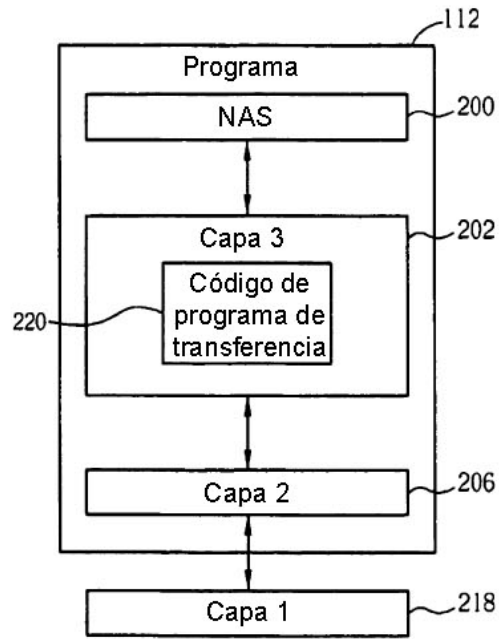 112
Programa
NAS
200
Capa 3
202
Código de
programa de
transferencia
220
Capa 2
206
Capa 1
218